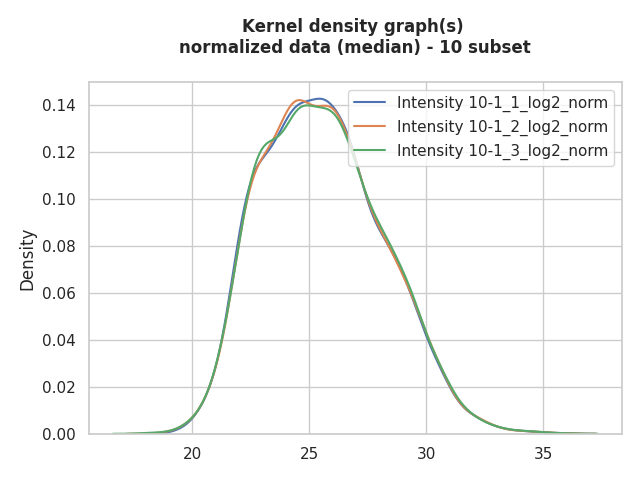 Kernel density graph(s)
normalized data (median) - 10 subset
Intensity 10-1_1_log2_norm
Intensity 10-1_2_log2_norm
Intensity 10-1_3_log2_norm
Density
0.14
0.12
0.10
0.08
0.06
0.04
0.02
0.00
20
25
30
35